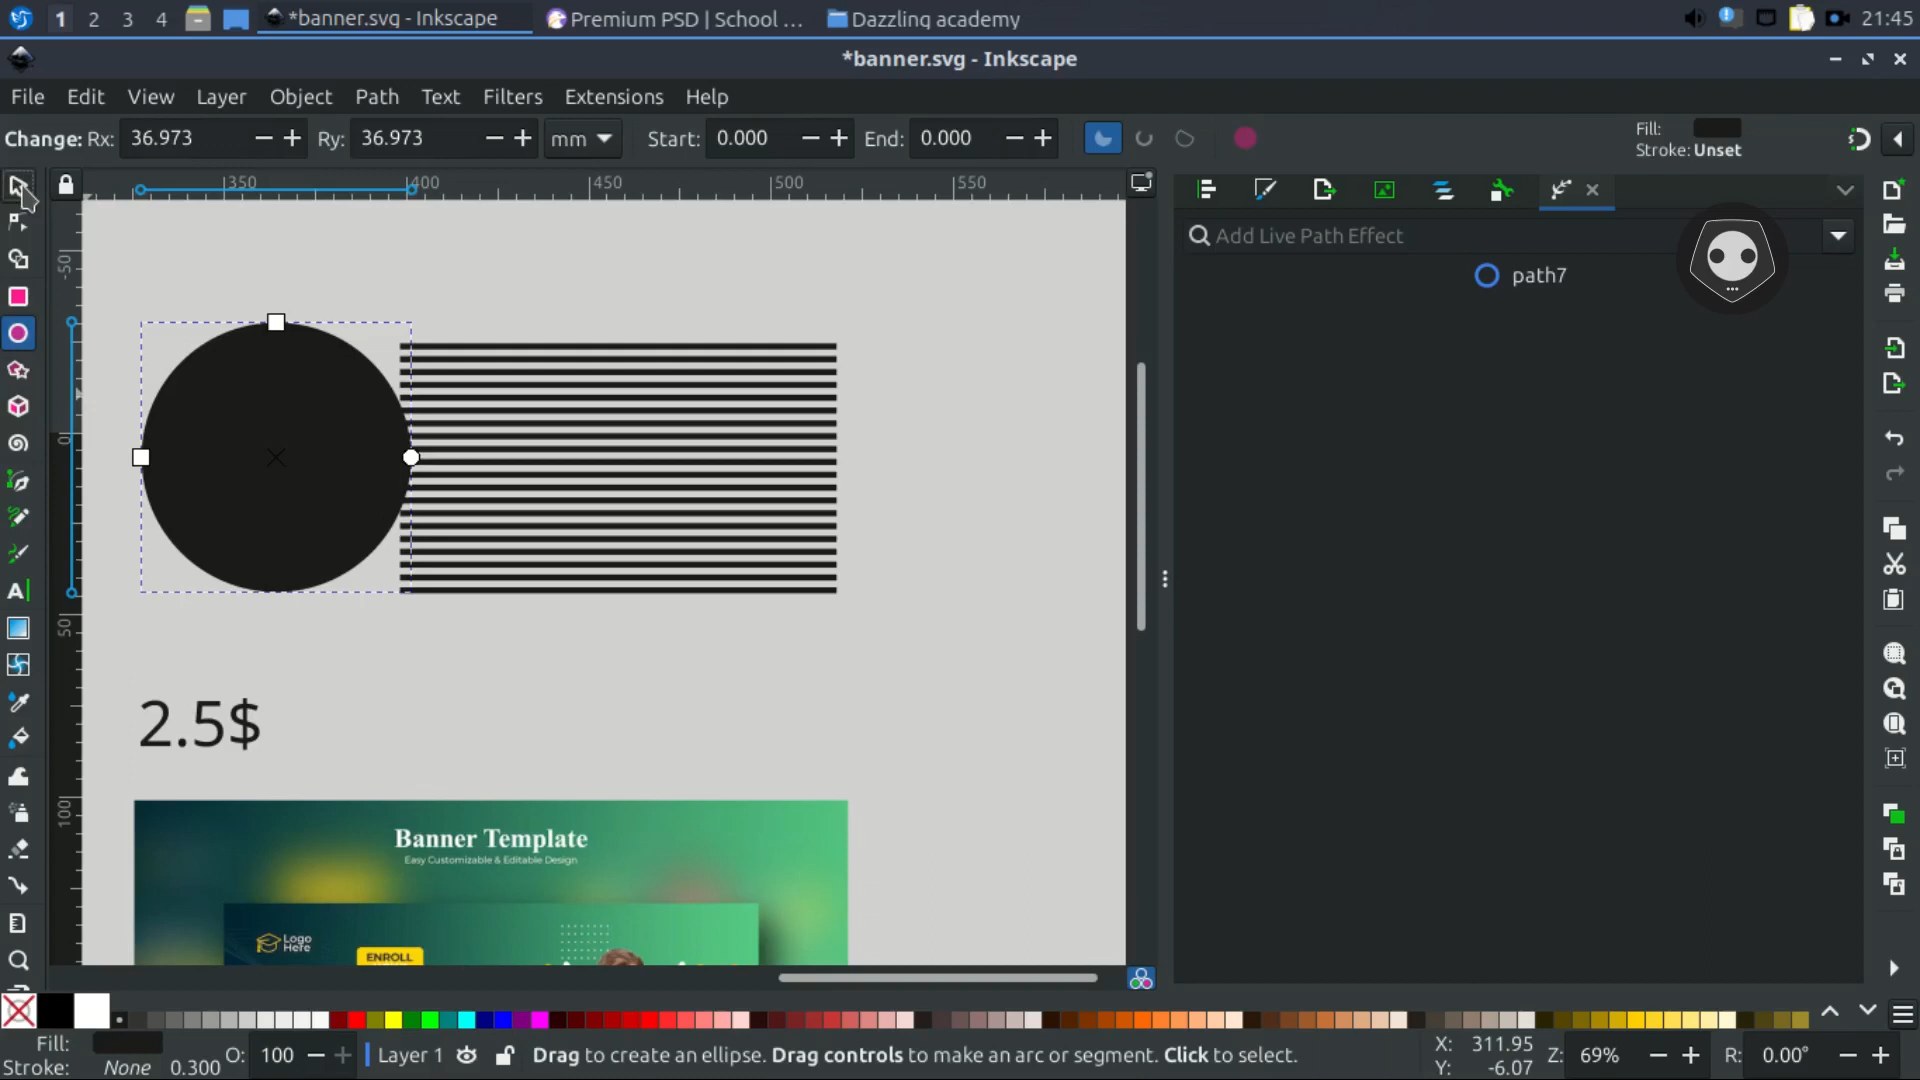 1 2 3 4 *banner.svg - Inkscape Premium PSD | School ... Dazzling academy 21:45
*banner.svg - Inkscape
File Edit View Layer Object Path Text Filters Extensions Help
Change: Rx: 36.973 Ry: 36.973 mm Start: 0.000 End: 0.000 Fill:
Stroke: Unset
350 400 450 500 550
Add Live Path Effect
path7
-50
0
50
100
2.5$
Banner Template
Easy Customizable & Editable Design
Logo
Here
ENROLL
Fill: O: 100 Layer 1 Drag to create an ellipse. Drag controls to make an arc or segment. Click to select. X: 311.95 Z: 69% R: 0.00°
Stroke: None 0.300 Y: -6.07